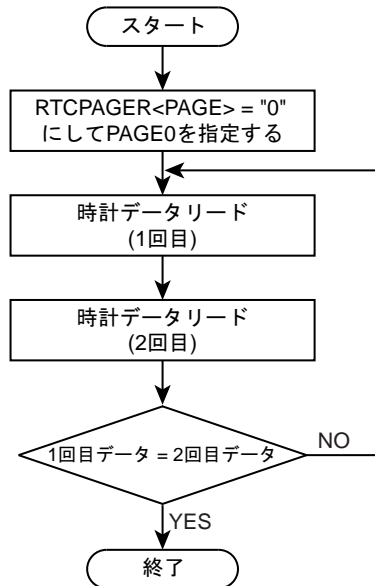 スタート
RTCPAGER<PAGE> = "0"
にしてPAGE0を指定する
時計データリード
(1回目)
時計データリード
(2回目)
1回目データ = 2回目データ
NO
YES
終了